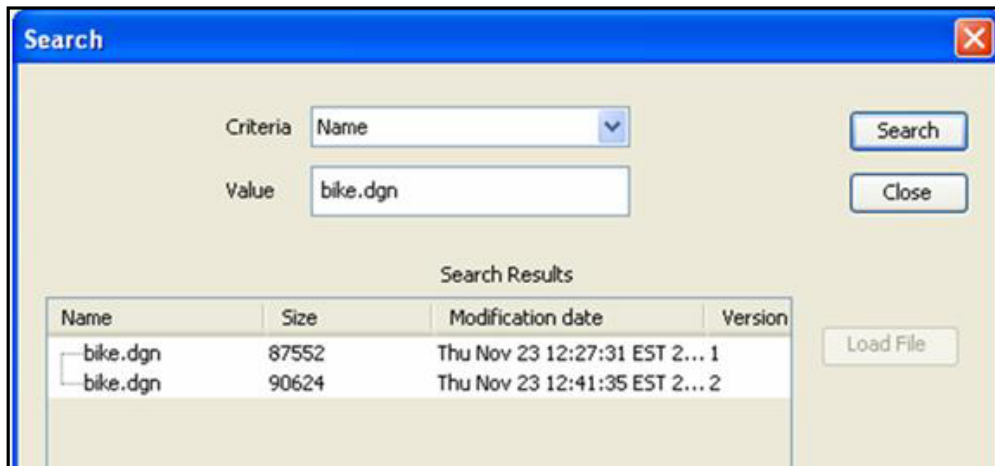 Search
Criteria Name
Search
Value bike.dgn
Close
Search Results
Name Size Modification date Version
Load File
bike.dgn 87552 Thu Nov 23 12:27:31 EST 2... 1
bike.dgn 90624 Thu Nov 23 12:41:35 EST 2... 2